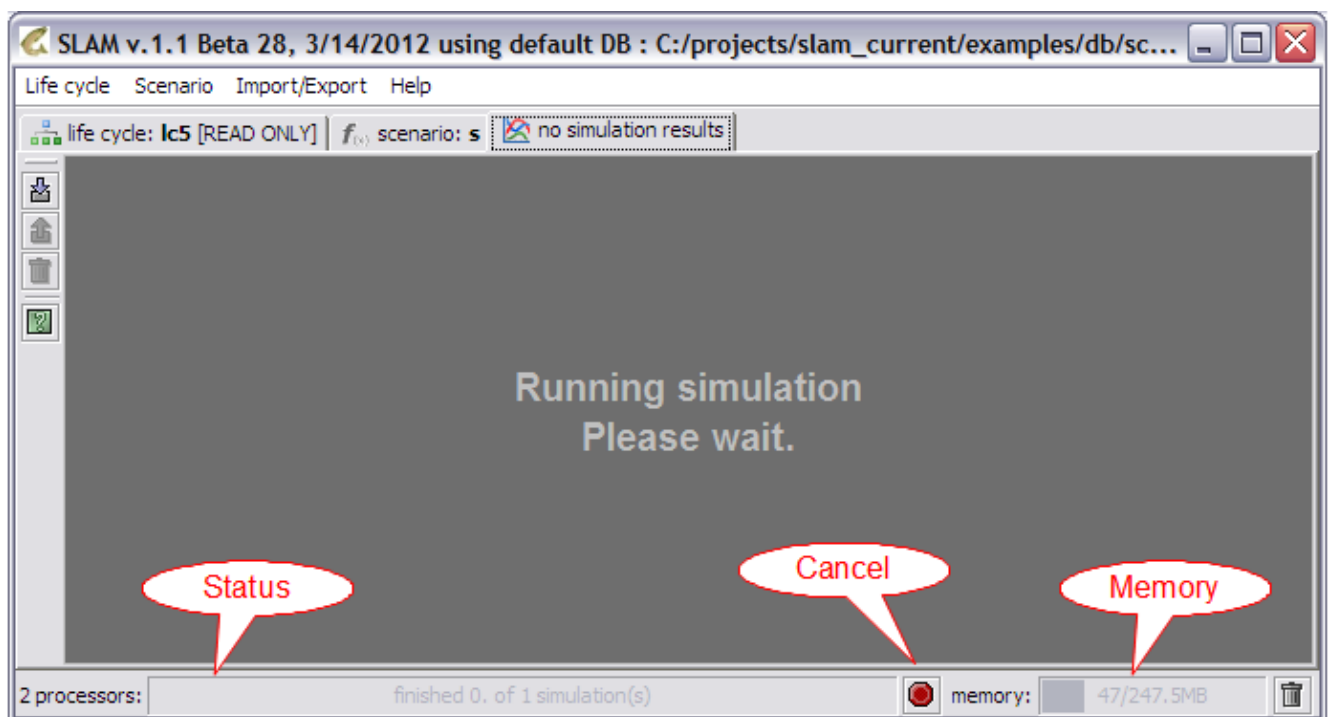 SLAM v.1.1 Beta 28, 3/14/2012 using default DB : C:/projects/slam_current/examples/db/sc...
Life cycle Scenario Import/Export Help
life cycle: lc5 [READ ONLY] f(x) scenario: s no simulation results
Running simulation
Please wait.
Status
Cancel
Memory
2 processors: finished 0. of 1 simulation(s) memory: 47/247.5MB